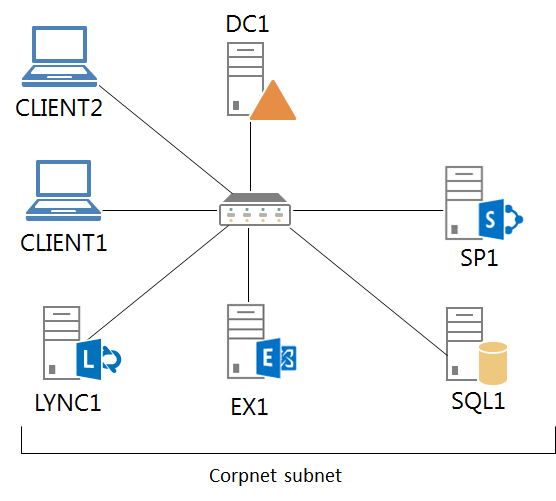 DC1
CLIENT2
CLIENT1
S
SP1
L
E
LYNC1
EX1
SQL1
Corpnet subnet